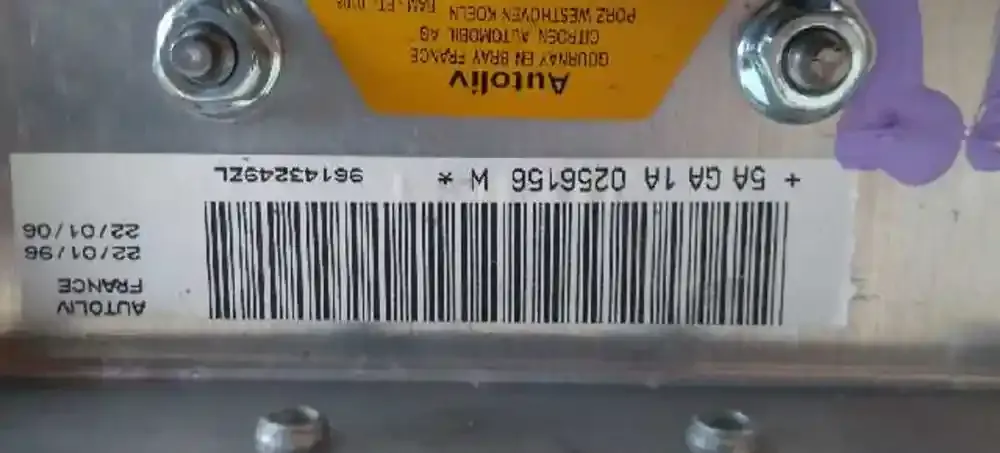 AUTOLIV
FRANCE
22/01/96
22/01/06
+ 5A GA 1A 0256156 W * 96143249ZL
Autoliv
GOURNAY EN BRAY FRANCE
CITROEN AUTOMOBIL AG
PORZ WESTHOVEN KOELN